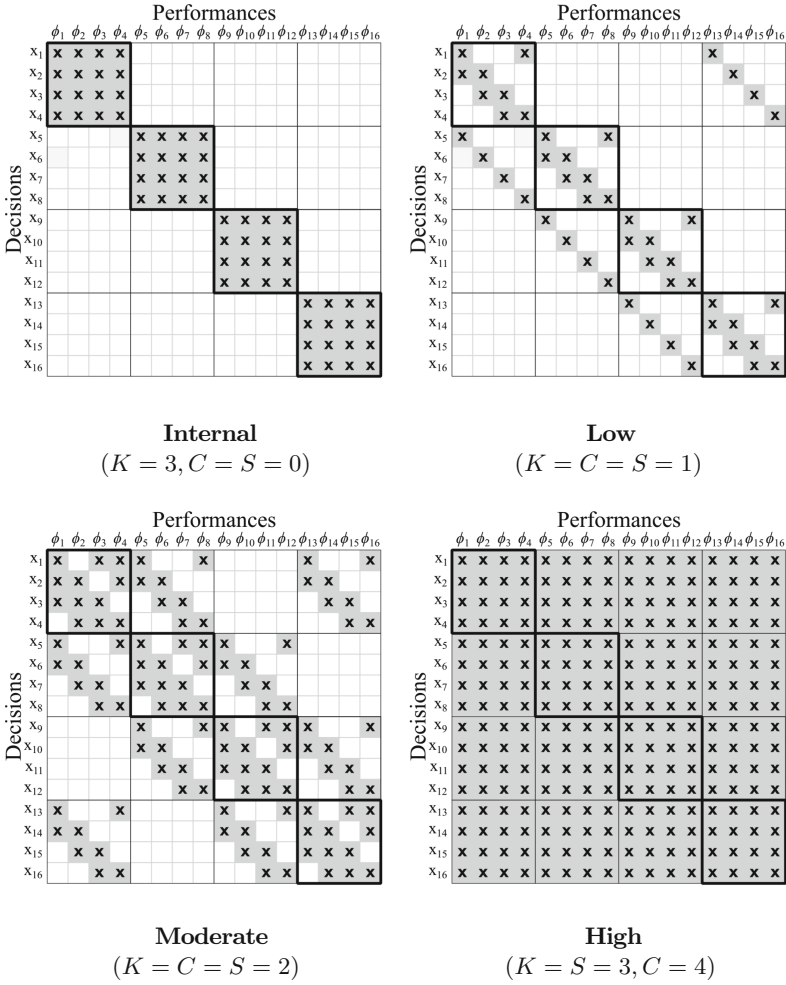 Performances
ϕ1 ϕ2 ϕ3 ϕ4 ϕ5 ϕ6 ϕ7 ϕ8 ϕ9 ϕ10 ϕ11 ϕ12 ϕ13 ϕ14 ϕ15 ϕ16
Decisions
x1 x x x x
x2 x x x x
x3 x x x x
x4 x x x x
x5 x x x x
x6 x x x x
x7 x x x x
x8 x x x x
x9 x x x x
x10 x x x x
x11 x x x x
x12 x x x x
x13 x x x x
x14 x x x x
x15 x x x x
x16 x x x x
Internal
(K = 3, C = S = 0)
Performances
ϕ1 ϕ2 ϕ3 ϕ4 ϕ5 ϕ6 ϕ7 ϕ8 ϕ9 ϕ10 ϕ11 ϕ12 ϕ13 ϕ14 ϕ15 ϕ16
Decisions
x1 x x x
x2 x x x
x3 x x x
x4 x x x
x5 x x x
x6 x x x
x7 x x x
x8 x x x
x9 x x x
x10 x x x
x11 x x x
x12 x x x
x13 x x x
x14 x x x
x15 x x x
x16 x x x
Low
(K = C = S = 1)
Performances
ϕ1 ϕ2 ϕ3 ϕ4 ϕ5 ϕ6 ϕ7 ϕ8 ϕ9 ϕ10 ϕ11 ϕ12 ϕ13 ϕ14 ϕ15 ϕ16
Decisions
x1 x x x x x x x
x2 x x x x x x x
x3 x x x x x x x
x4 x x x x x x x
x5 x x x x x x x
x6 x x x x x x x
x7 x x x x x x x
x8 x x x x x x x
x9 x x x x x x x
x10 x x x x x x x
x11 x x x x x x x
x12 x x x x x x x
x13 x x x x x x x
x14 x x x x x x x
x15 x x x x x x x
x16 x x x x x x x
Moderate
(K = C = S = 2)
Performances
ϕ1 ϕ2 ϕ3 ϕ4 ϕ5 ϕ6 ϕ7 ϕ8 ϕ9 ϕ10 ϕ11 ϕ12 ϕ13 ϕ14 ϕ15 ϕ16
Decisions
x1 x x x x x x x x x x x x x x x x
x2 x x x x x x x x x x x x x x x x
x3 x x x x x x x x x x x x x x x x
x4 x x x x x x x x x x x x x x x x
x5 x x x x x x x x x x x x x x x x
x6 x x x x x x x x x x x x x x x x
x7 x x x x x x x x x x x x x x x x
x8 x x x x x x x x x x x x x x x x
x9 x x x x x x x x x x x x x x x x
x10 x x x x x x x x x x x x x x x x
x11 x x x x x x x x x x x x x x x x
x12 x x x x x x x x x x x x x x x x
x13 x x x x x x x x x x x x x x x x
x14 x x x x x x x x x x x x x x x x
x15 x x x x x x x x x x x x x x x x
x16 x x x x x x x x x x x x x x x x
High
(K = S = 3, C = 4)